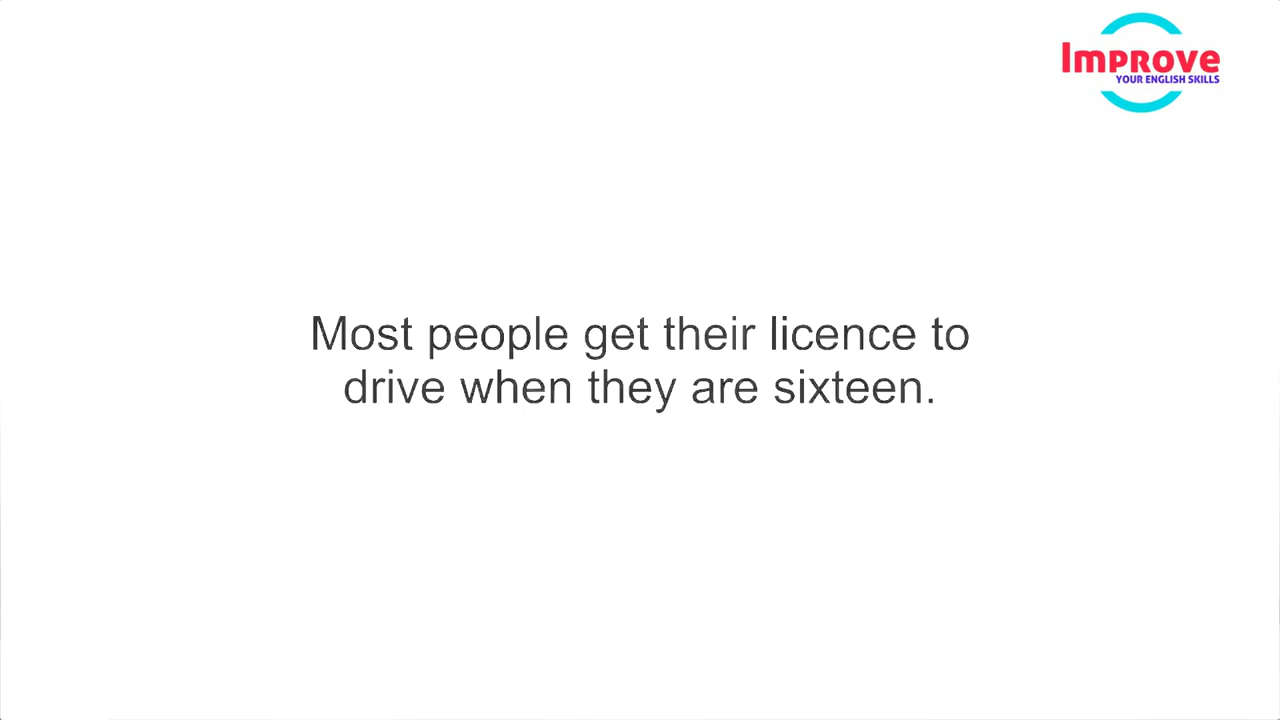 Improve
YOUR ENGLISH SKILLS
Most people get their licence to
drive when they are sixteen.